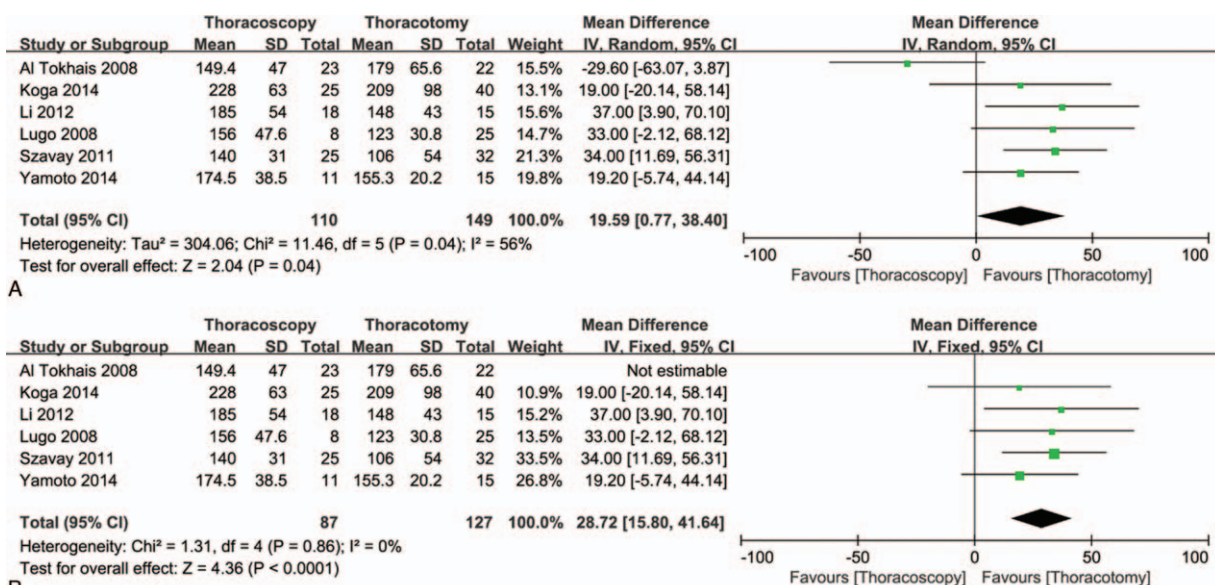 Thoracoscopy Thoracotomy Mean Difference Mean Difference
Study or Subgroup Mean SD Total Mean SD Total Weight IV, Random, 95% CI IV, Random, 95% CI
Al Tokhais 2008 149.4 47 23 179 65.6 22 15.5% -29.60 [-63.07, 3.87]
Koga 2014 228 63 25 209 98 40 13.1% 19.00 [-20.14, 58.14]
Li 2012 185 54 18 148 43 15 15.6% 37.00 [3.90, 70.10]
Lugo 2008 156 47.6 8 123 30.8 25 14.7% 33.00 [-2.12, 68.12]
Szavay 2011 140 31 25 106 54 32 21.3% 34.00 [11.69, 56.31]
Yamoto 2014 174.5 38.5 11 155.3 20.2 15 19.8% 19.20 [-5.74, 44.14]
Total (95% CI) 110 149 100.0% 19.59 [0.77, 38.40]
Heterogeneity: Tau² = 304.06; Chi² = 11.46, df = 5 (P = 0.04); I² = 56%
Test for overall effect: Z = 2.04 (P = 0.04)
-100 -50 0 50 100
Favours [Thoracoscopy] Favours [Thoracotomy]
A
Thoracoscopy Thoracotomy Mean Difference Mean Difference
Study or Subgroup Mean SD Total Mean SD Total Weight IV, Fixed, 95% CI IV, Fixed, 95% CI
Al Tokhais 2008 149.4 47 23 179 65.6 22 Not estimable
Koga 2014 228 63 25 209 98 40 10.9% 19.00 [-20.14, 58.14]
Li 2012 185 54 18 148 43 15 15.2% 37.00 [3.90, 70.10]
Lugo 2008 156 47.6 8 123 30.8 25 13.5% 33.00 [-2.12, 68.12]
Szavay 2011 140 31 25 106 54 32 33.5% 34.00 [11.69, 56.31]
Yamoto 2014 174.5 38.5 11 155.3 20.2 15 26.8% 19.20 [-5.74, 44.14]
Total (95% CI) 87 127 100.0% 28.72 [15.80, 41.64]
Heterogeneity: Chi² = 1.31, df = 4 (P = 0.86); I² = 0%
Test for overall effect: Z = 4.36 (P < 0.0001)
-100 -50 0 50 100
Favours [Thoracoscopy] Favours [Thoracotomy]